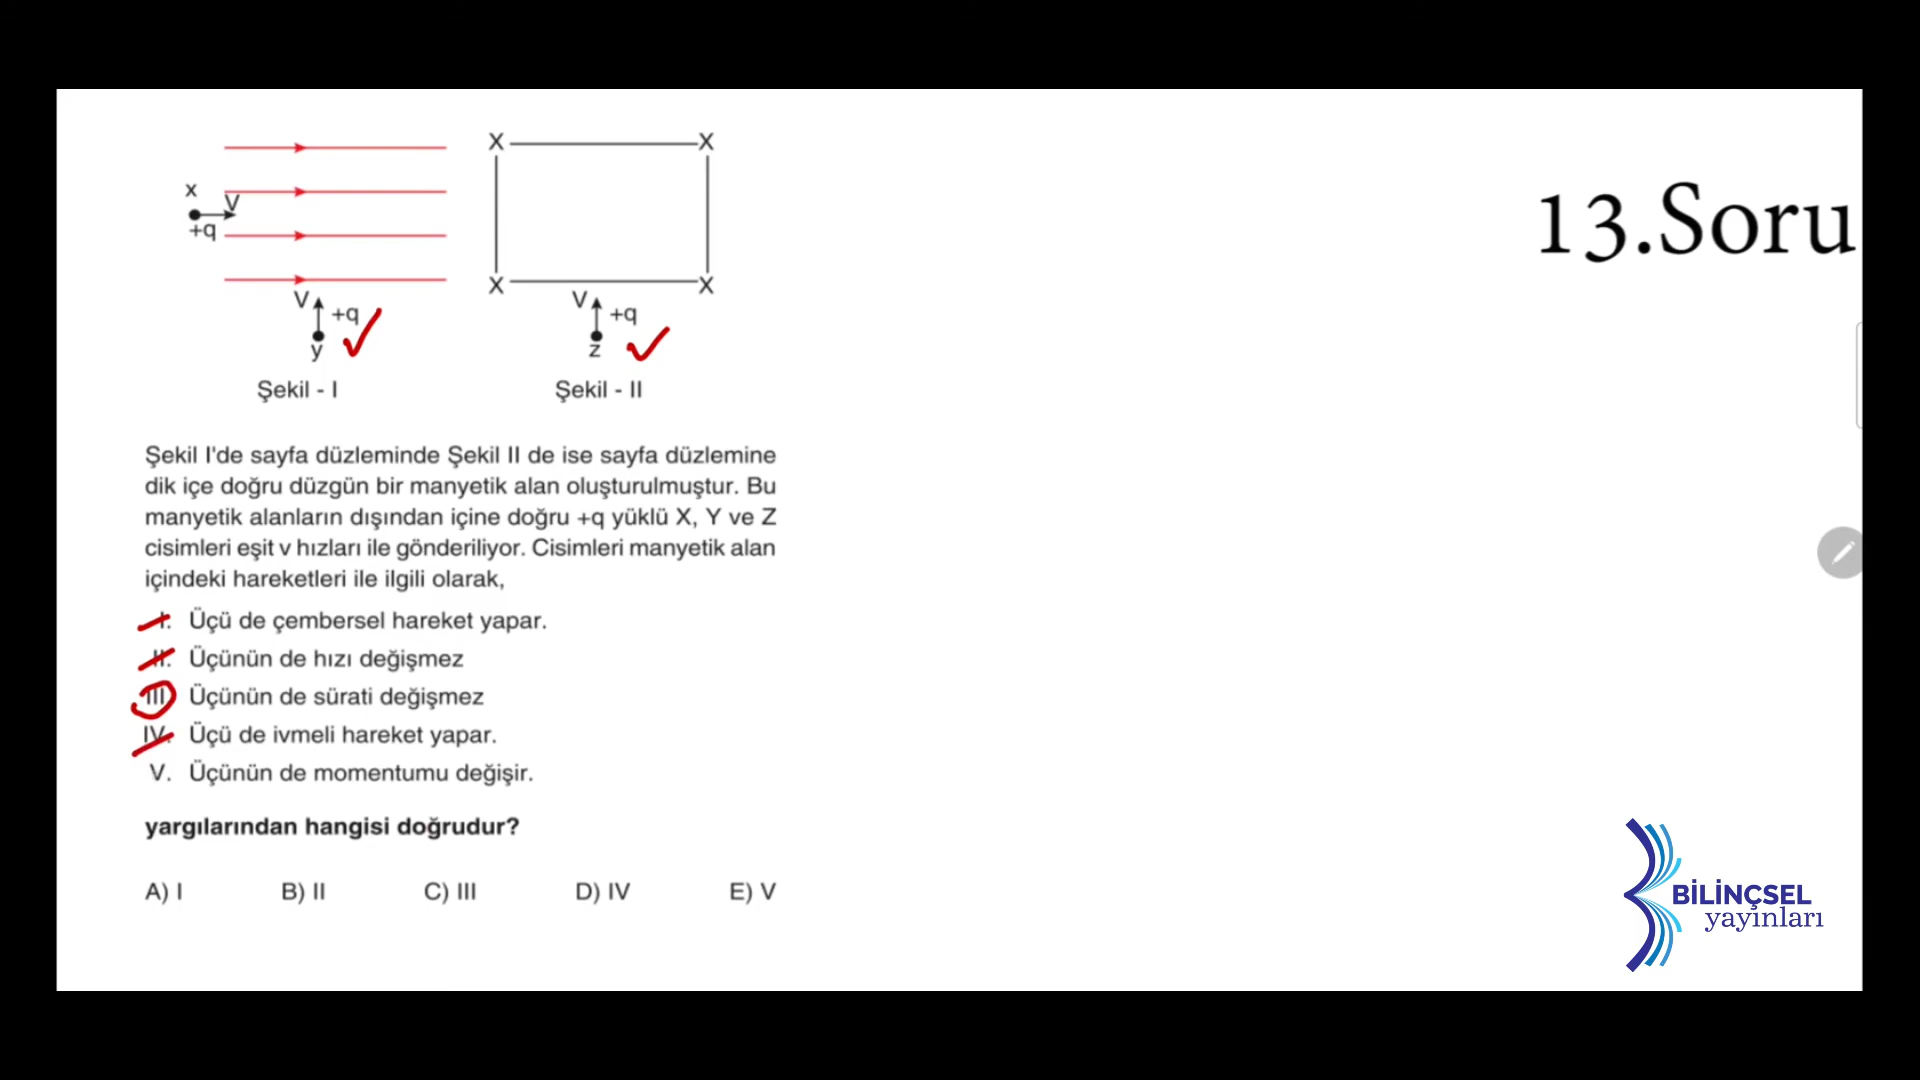 X X
x V
+q
X X
V +q V +q
y z
Şekil - I Şekil - II
13.Soru
Şekil I'de sayfa düzleminde Şekil II de ise sayfa düzlemine
dik içe doğru düzgün bir manyetik alan oluşturulmuştur. Bu
manyetik alanların dışından içine doğru +q yüklü X, Y ve Z
cisimleri eşit v hızları ile gönderiliyor. Cisimleri manyetik alan
içindeki hareketleri ile ilgili olarak,
I. Üçü de çembersel hareket yapar.
II. Üçünün de hızı değişmez
III Üçünün de sürati değişmez
IV. Üçü de ivmeli hareket yapar.
V. Üçünün de momentumu değişir.
yargılarından hangisi doğrudur?
A) I B) II C) III D) IV E) V
BİLİNÇSEL
yayınları